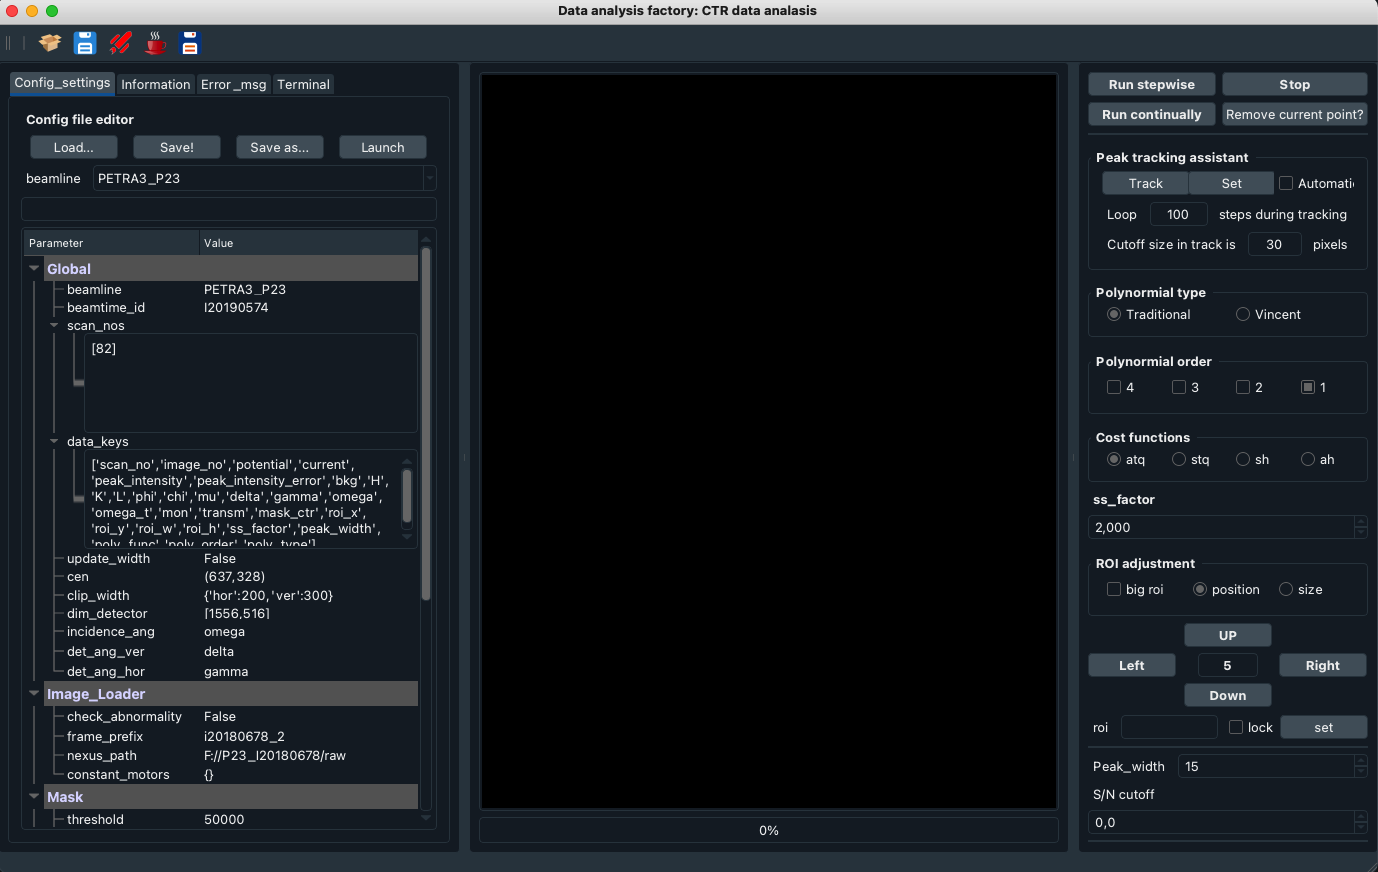 Data analysis factory: CTR data analasis
Config_settings
Information
Error_msg
Terminal
Config file editor
Load...
Save!
Save as...
Launch
beamline
PETRA3_P23
Parameter Value
Global
beamline PETRA3_P23
beamtime_id I20190574
scan_nos
[82]
data_keys
['scan_no','image_no','potential','current',
'peak_intensity','peak_intensity_error','bkg','H',
'K','L','phi','chi','mu','delta','gamma','omega',
'omega_t','mon','transm','mask_ctr','roi_x',
'roi_y','roi_w','roi_h','ss_factor','peak_width',
'poly_func','poly_order','poly_type']
update_width False
cen (637,328)
clip_width {'hor':200,'ver':300}
dim_detector [1556,516]
incidence_ang omega
det_ang_ver delta
det_ang_hor gamma
Image_Loader
check_abnormality False
frame_prefix i20180678_2
nexus_path F://P23_I20180678/raw
constant_motors {}
Mask
threshold 50000
0%
Run stepwise
Stop
Run continually
Remove current point?
Peak tracking assistant
Track
Set
Automati
Loop 100 steps during tracking
Cutoff size in track is 30 pixels
Polynormial type
Traditional
Vincent
Polynormial order
4
3
2
1
Cost functions
atq
stq
sh
ah
ss_factor
2,000
ROI adjustment
big roi
position
size
UP
Left
5
Right
Down
roi
lock
set
Peak_width 15
S/N cutoff
0,0